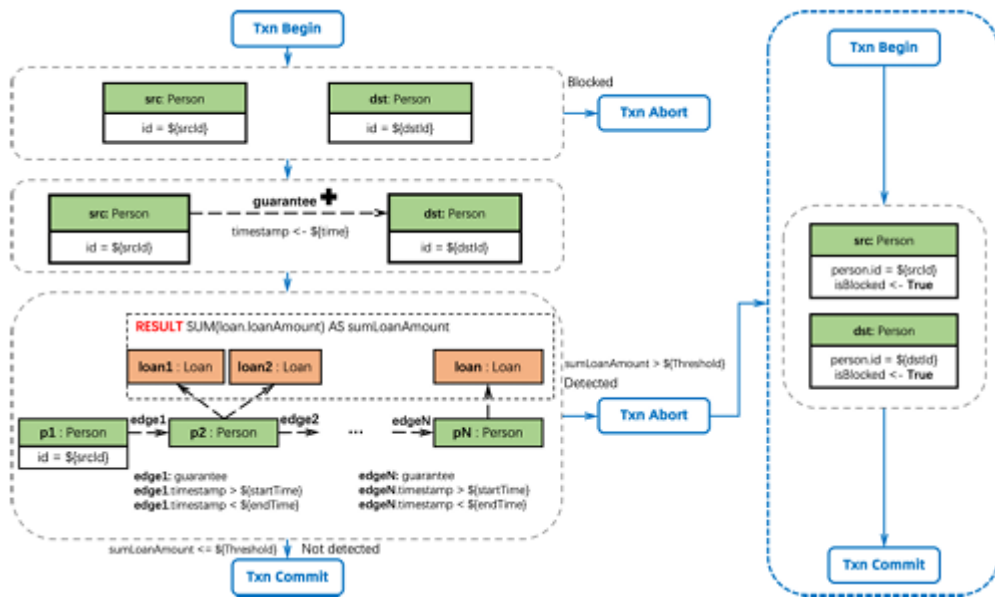 Txn Begin
src: Person
id = ${srcId}
dst: Person
id = ${dstId}
Blocked
Txn Abort
src: Person
id = ${srcId}
guarantee
timestamp <- ${time}
dst: Person
id = ${dstId}
RESULT SUM(loan.loanAmount) AS sumLoanAmount
loan1 : Loan
loan2 : Loan
loan : Loan
p1 : Person
id = ${srcId}
edge1
p2 : Person
edge2
...
edgeN
pN : Person
edge1: guarantee
edge1.timestamp > ${startTime}
edge1.timestamp < ${endTime}
edgeN: guarantee
edgeN.timestamp > ${startTime}
edgeN.timestamp < ${endTime}
sumLoanAmount > ${Threshold}
Detected
Txn Abort
sumLoanAmount <= ${Threshold}
Not detected
Txn Commit
Txn Begin
src: Person
person.id = ${srcId}
isBlocked <- True
dst: Person
person.id = ${dstId}
isBlocked <- True
Txn Commit